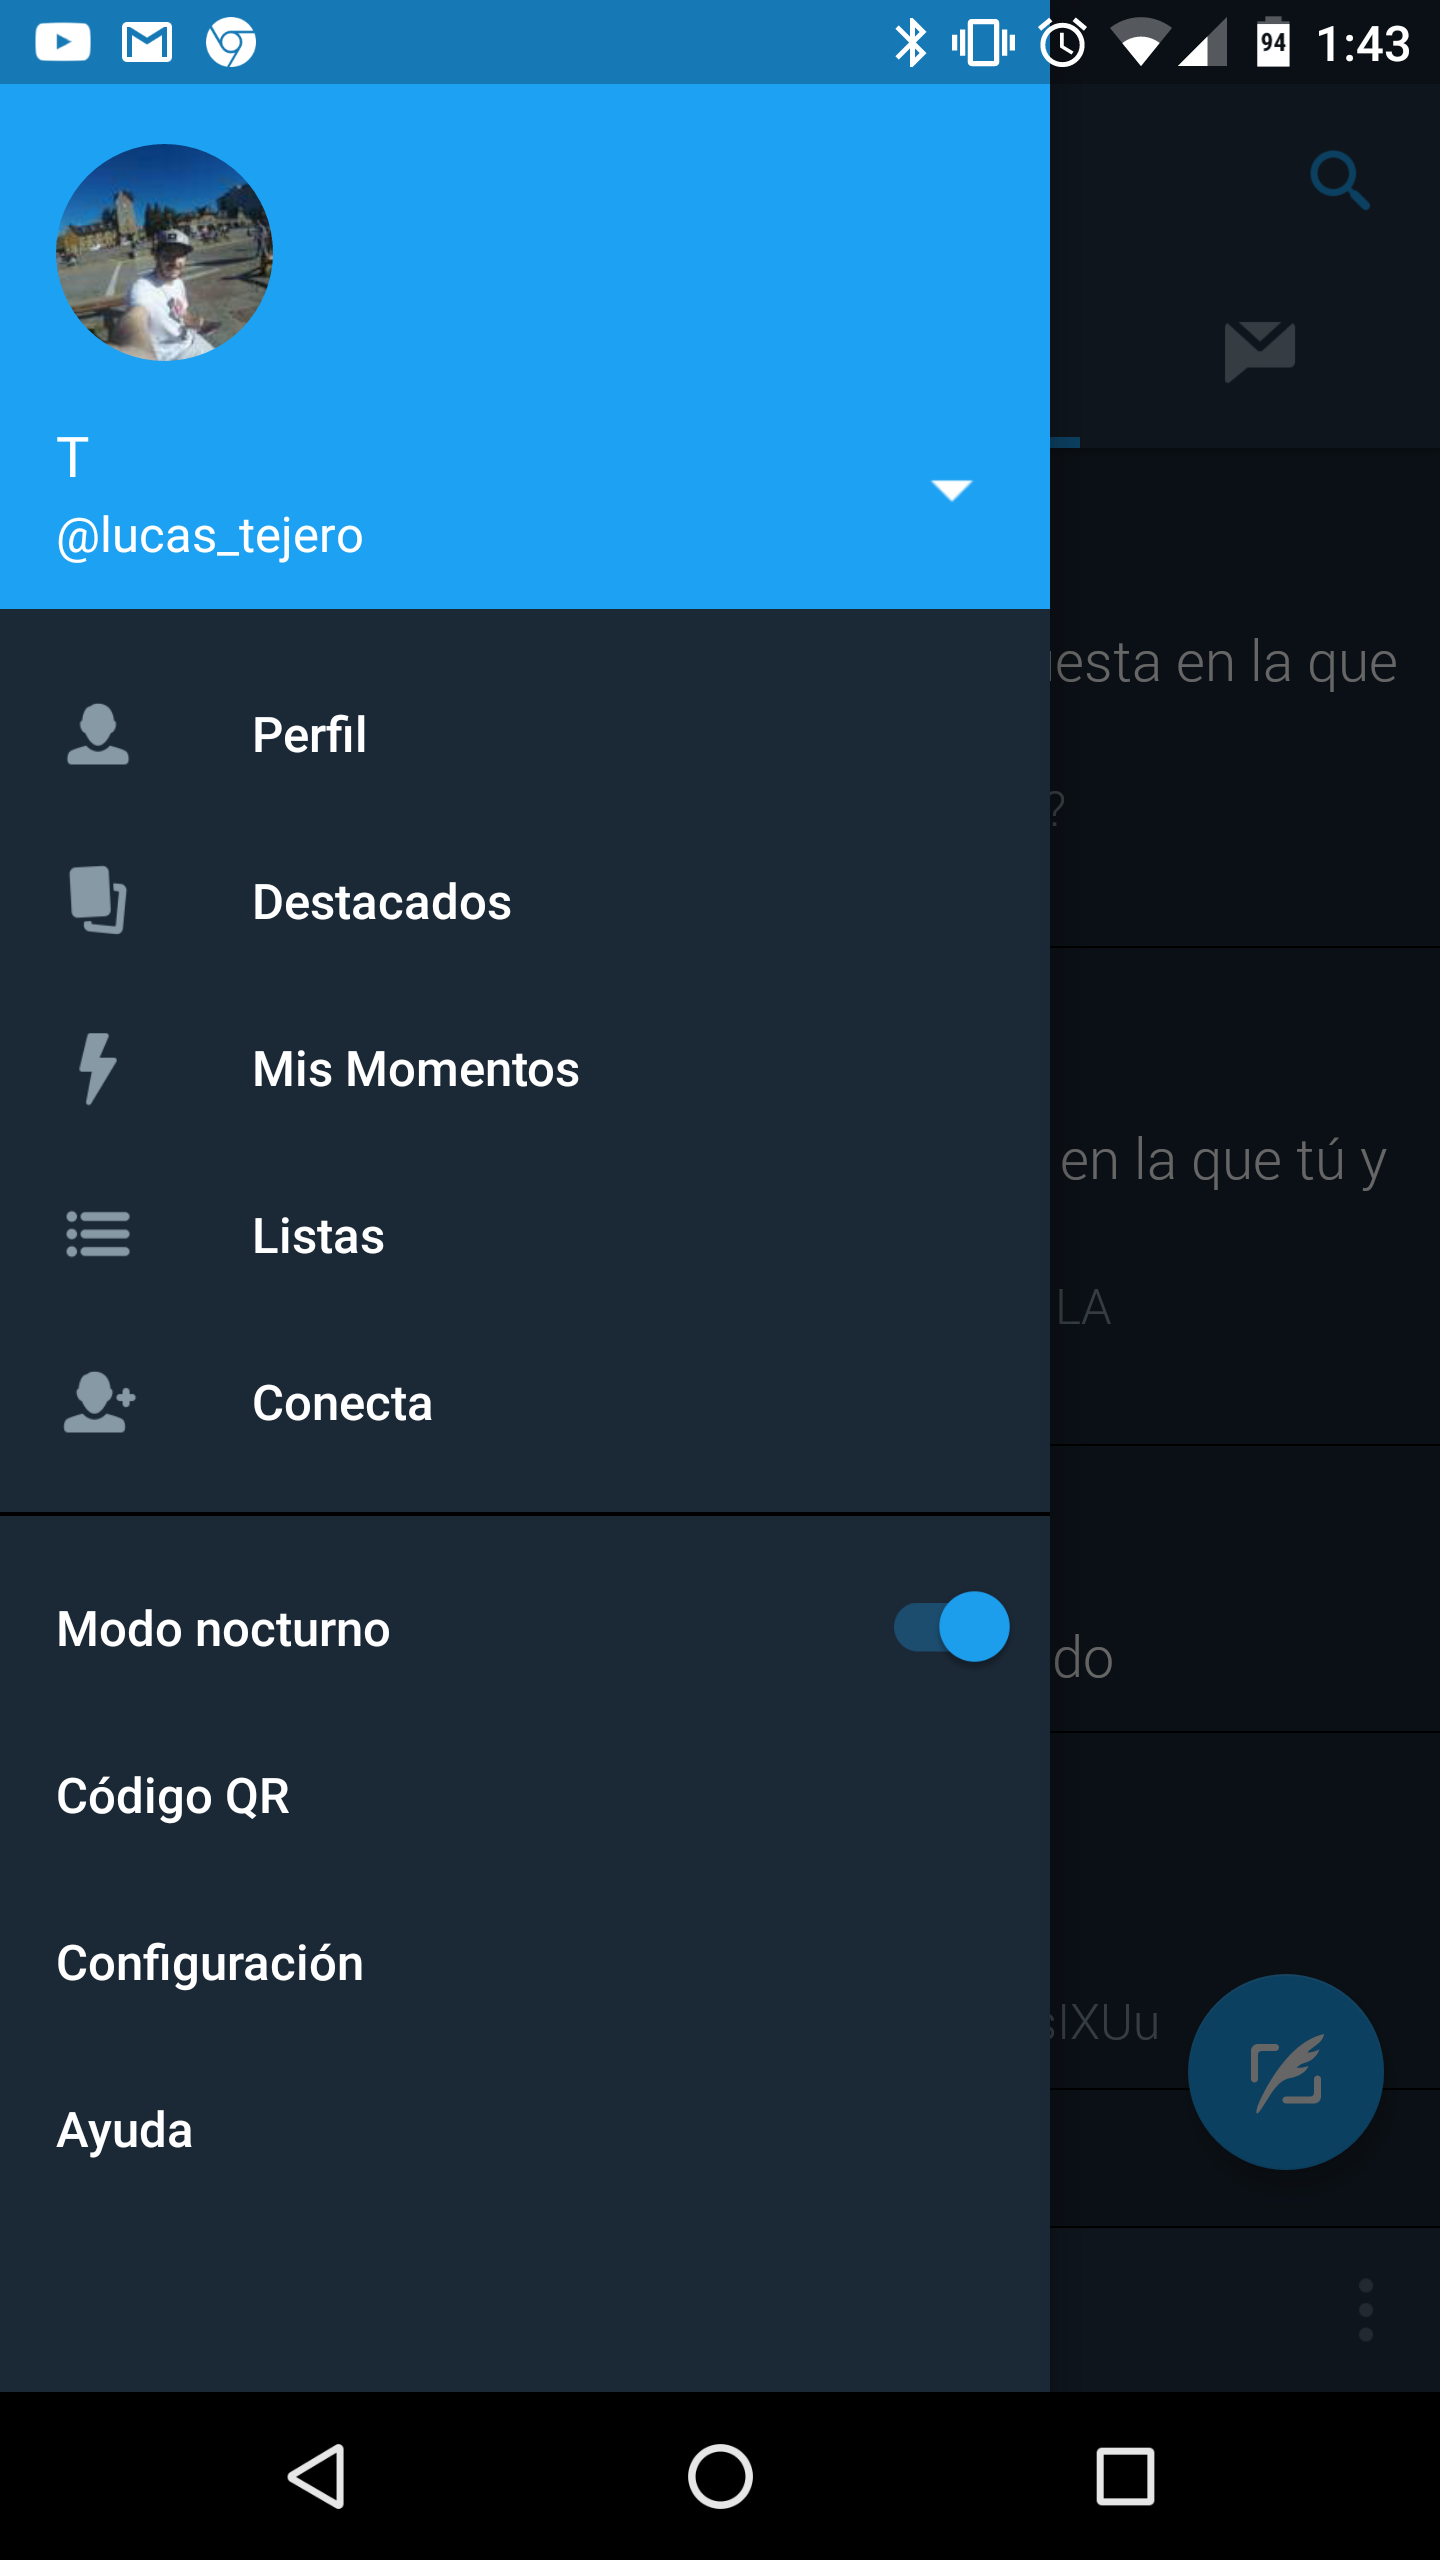 94 1:43
T
@lucas_tejero
esta en la que
Perfil
?
Destacados
Mis Momentos
en la que tú y
Listas
LA
Conecta
Modo nocturno
do
Código QR
Configuración
sIXUu
Ayuda